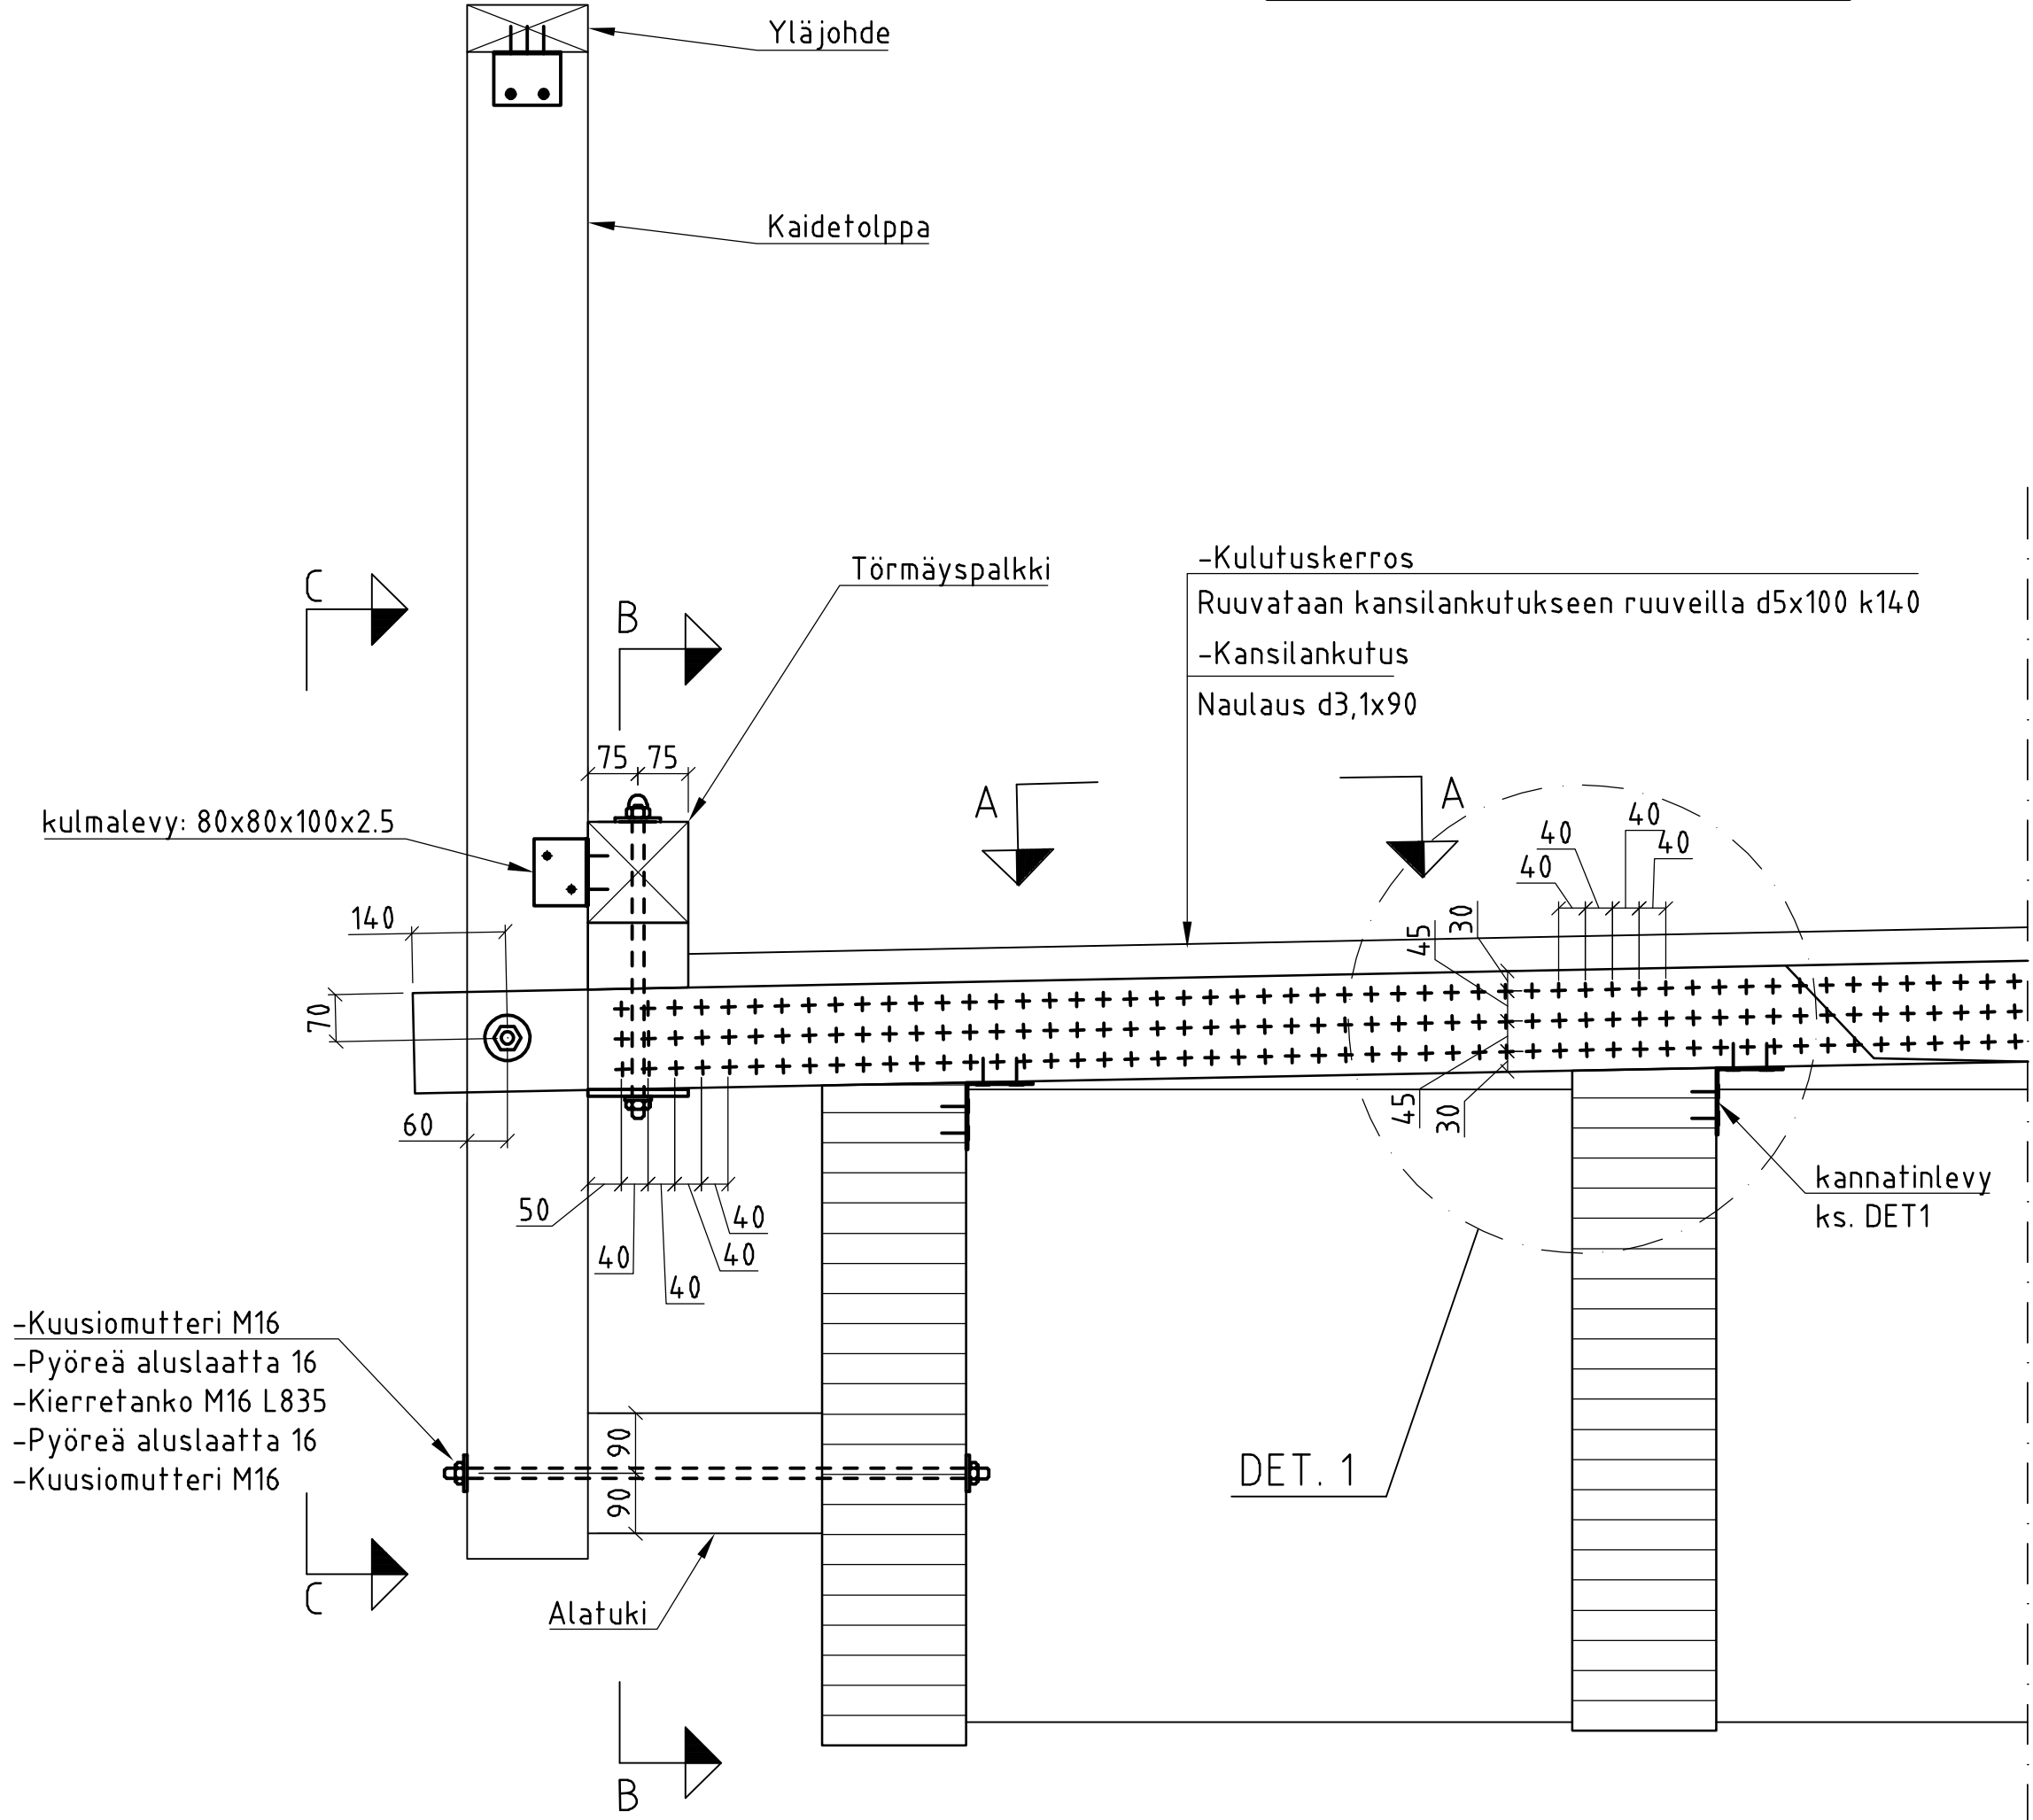 Yläjohde
Kaidetolppa
Törmäyspalkki
-Kulutuskerros
Ruuvataan kansilankutukseen ruuveilla d5x100 k140
-Kansilankutus
Naulaus d3,1x90
C
B
75
75
A
A
kulmalevy: 80x80x100x2.5
40
40
40
40
140
45
30
70
60
45
30
50
40
40
40
40
kannatinlevy
ks. DET1
-Kuusiomutteri M16
-Pyöreä aluslaatta 16
-Kierretanko M16 L835
-Pyöreä aluslaatta 16
-Kuusiomutteri M16
90
90
DET. 1
C
Alatuki
B